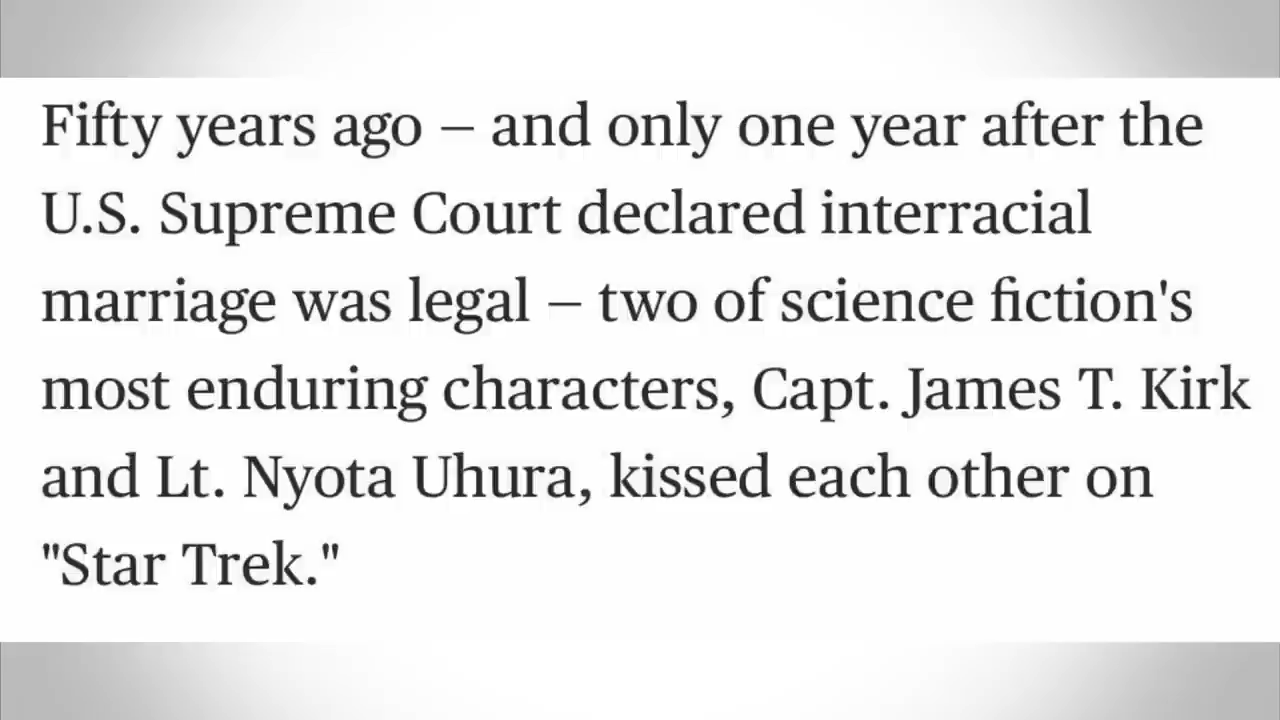 Fifty years ago – and only one year after the
U.S. Supreme Court declared interracial
marriage was legal – two of science fiction's
most enduring characters, Capt. James T. Kirk
and Lt. Nyota Uhura, kissed each other on
"Star Trek."